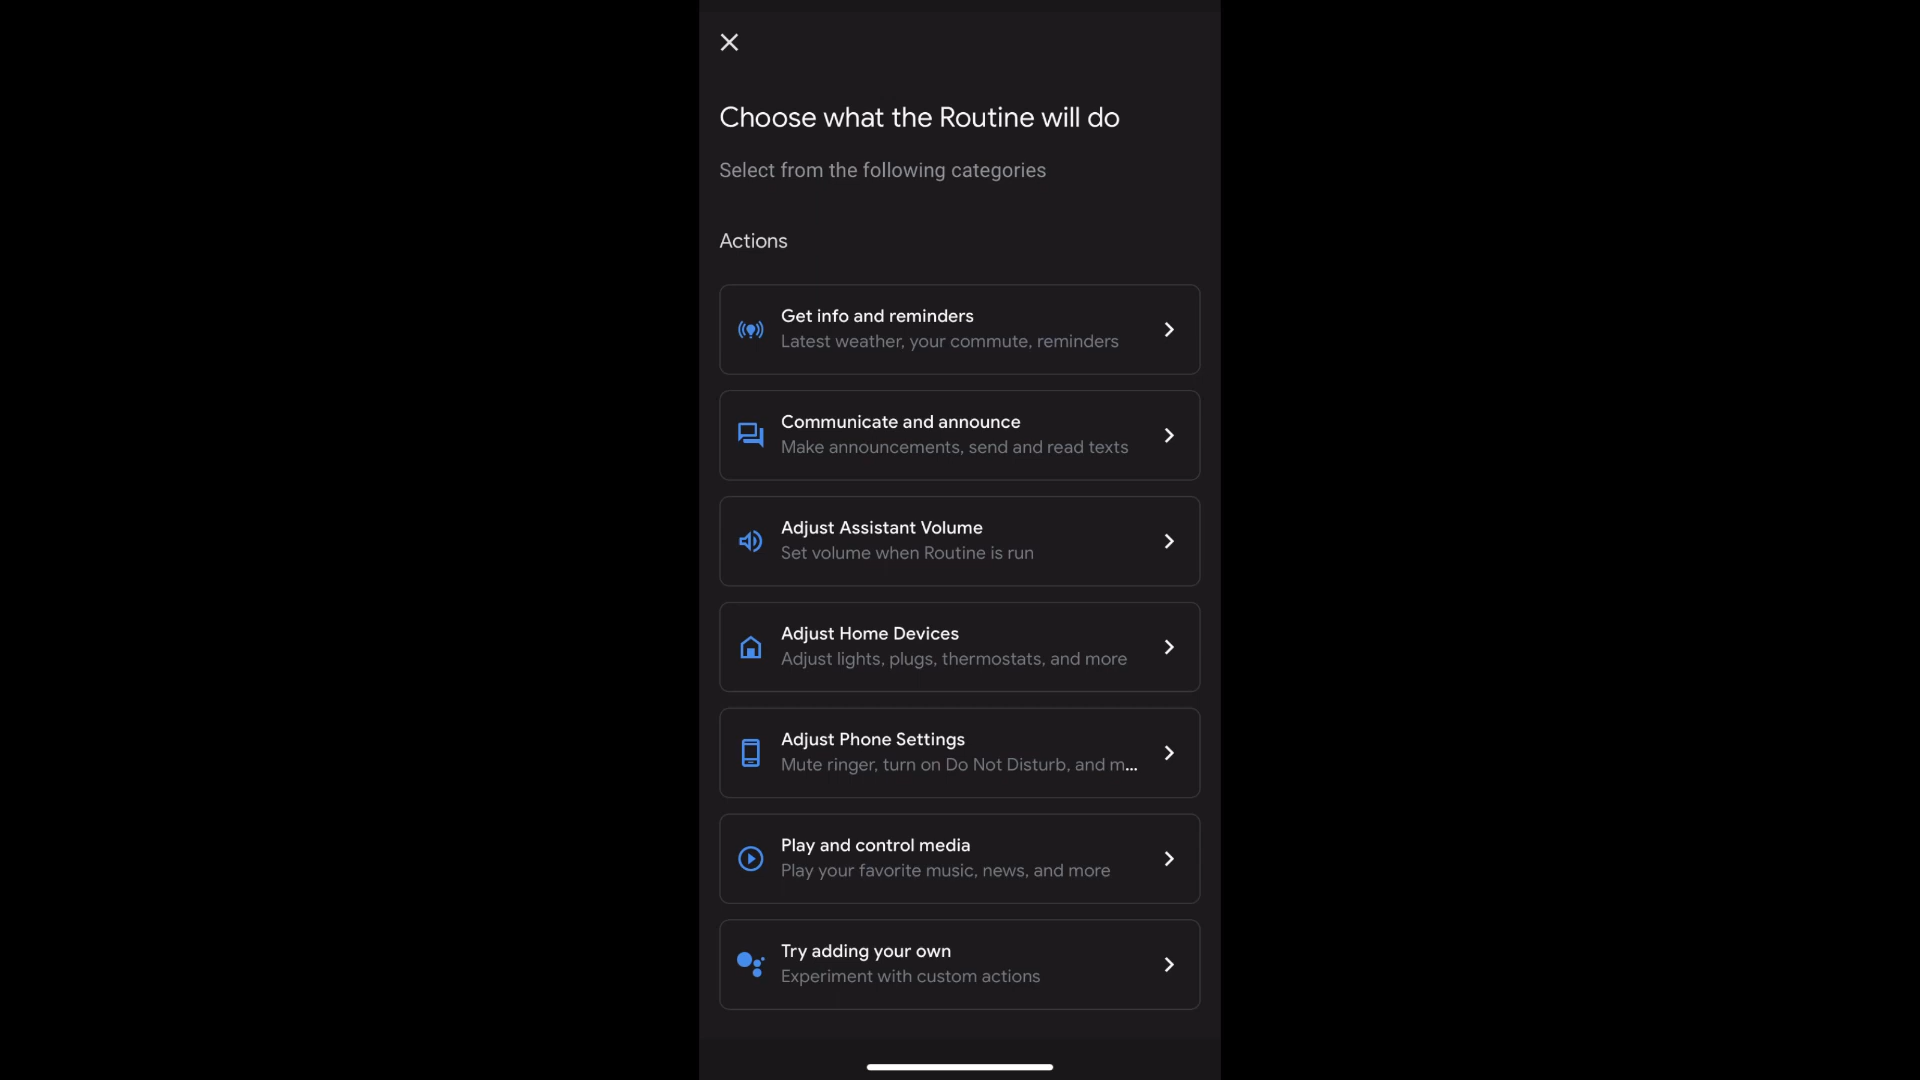 Choose what the Routine will do
Select from the following categories
Actions
Get info and reminders
Latest weather, your commute, reminders
Communicate and announce
Make announcements, send and read texts
Adjust Assistant Volume
Set volume when Routine is run
Adjust Home Devices
Adjust lights, plugs, thermostats, and more
Adjust Phone Settings
Mute ringer, turn on Do Not Disturb, and m...
Play and control media
Play your favorite music, news, and more
Try adding your own
Experiment with custom actions